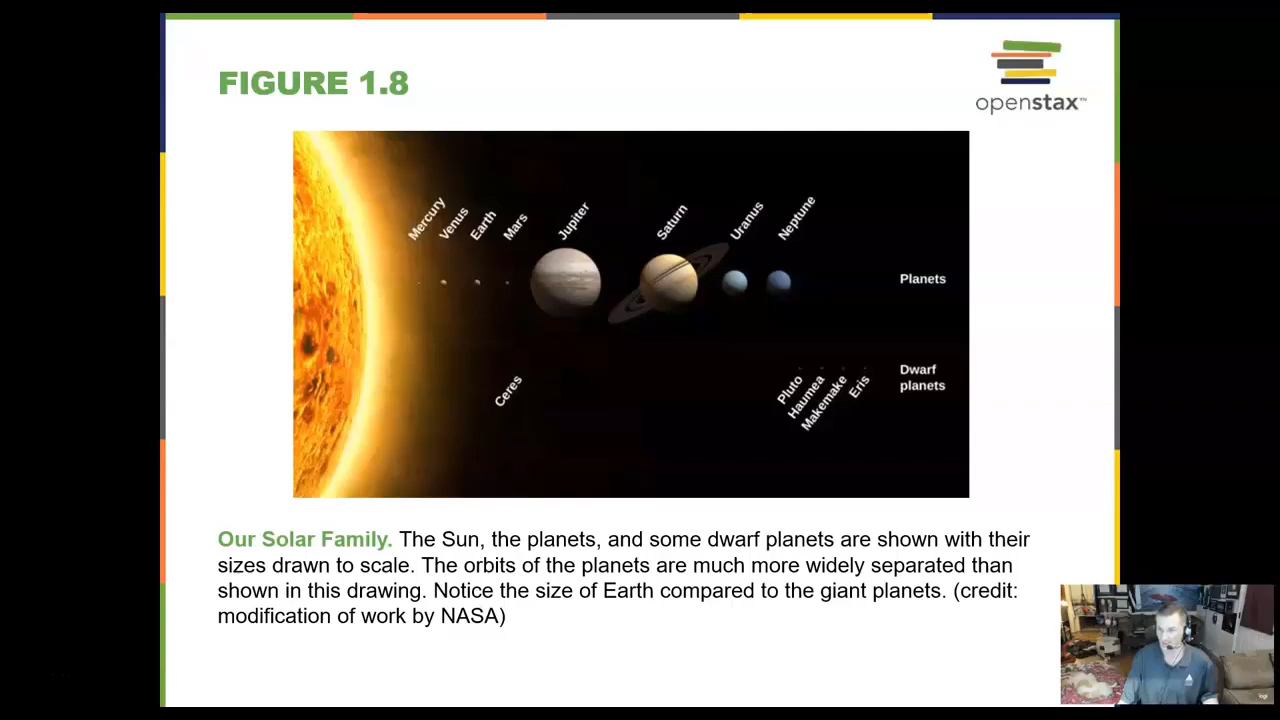 FIGURE 1.8
openstax™
Mercury
Venus
Earth
Mars
Jupiter
Saturn
Uranus
Neptune
Planets
Ceres
Pluto
Haumea
Makemake
Eris
Dwarf
planets
Our Solar Family. The Sun, the planets, and some dwarf planets are shown with their
sizes drawn to scale. The orbits of the planets are much more widely separated than
shown in this drawing. Notice the size of Earth compared to the giant planets. (credit:
modification of work by NASA)
logi